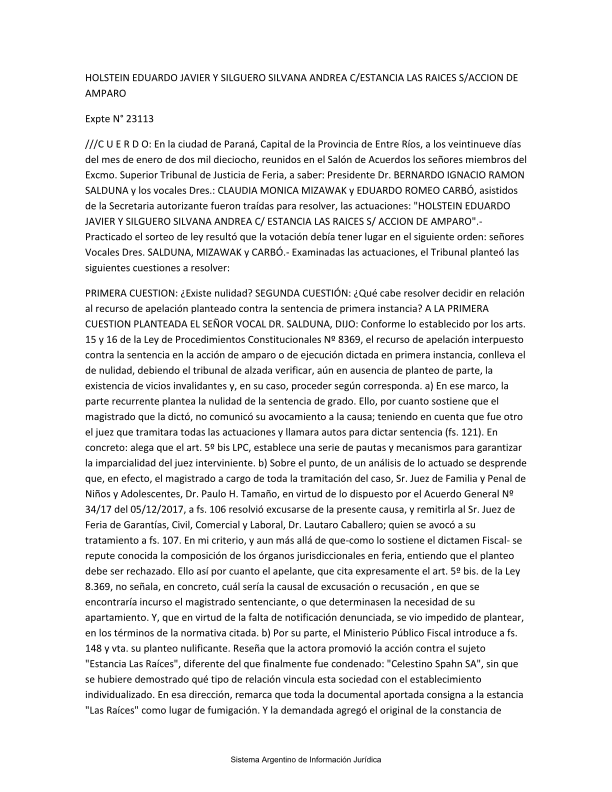 HOLSTEIN EDUARDO JAVIER Y SILGUERO SILVANA ANDREA C/ESTANCIA LAS RAICES S/ACCION DE
AMPARO
Expte N° 23113
///C U E R D O: En la ciudad de Paraná, Capital de la Provincia de Entre Ríos, a los veintinueve días
del mes de enero de dos mil dieciocho, reunidos en el Salón de Acuerdos los señores miembros del
Excmo. Superior Tribunal de Justicia de Feria, a saber: Presidente Dr. BERNARDO IGNACIO RAMON
SALDUNA y los vocales Dres.: CLAUDIA MONICA MIZAWAK y EDUARDO ROMEO CARBÓ, asistidos
de la Secretaria autorizante fueron traídas para resolver, las actuaciones: "HOLSTEIN EDUARDO
JAVIER Y SILGUERO SILVANA ANDREA C/ ESTANCIA LAS RAICES S/ ACCION DE AMPARO".-
Practicado el sorteo de ley resultó que la votación debía tener lugar en el siguiente orden: señores
Vocales Dres. SALDUNA, MIZAWAK y CARBÓ.- Examinadas las actuaciones, el Tribunal planteó las
siguientes cuestiones a resolver:
PRIMERA CUESTION: ¿Existe nulidad? SEGUNDA CUESTIÓN: ¿Qué cabe resolver decidir en relación
al recurso de apelación planteado contra la sentencia de primera instancia? A LA PRIMERA
CUESTION PLANTEADA EL SEÑOR VOCAL DR. SALDUNA, DIJO: Conforme lo establecido por los arts.
15 y 16 de la Ley de Procedimientos Constitucionales Nº 8369, el recurso de apelación interpuesto
contra la sentencia en la acción de amparo o de ejecución dictada en primera instancia, conlleva el
de nulidad, debiendo el tribunal de alzada verificar, aún en ausencia de planteo de parte, la
existencia de vicios invalidantes y, en su caso, proceder según corresponda. a) En ese marco, la
parte recurrente plantea la nulidad de la sentencia de grado. Ello, por cuanto sostiene que el
magistrado que la dictó, no comunicó su avocamiento a la causa; teniendo en cuenta que fue otro
el juez que tramitara todas las actuaciones y llamara autos para dictar sentencia (fs. 121). En
concreto: alega que el art. 5º bis LPC, establece una serie de pautas y mecanismos para garantizar
la imparcialidad del juez interviniente. b) Sobre el punto, de un análisis de lo actuado se desprende
que, en efecto, el magistrado a cargo de toda la tramitación del caso, Sr. Juez de Familia y Penal de
Niños y Adolescentes, Dr. Paulo H. Tamaño, en virtud de lo dispuesto por el Acuerdo General Nº
34/17 del 05/12/2017, a fs. 106 resolvió excusarse de la presente causa, y remitirla al Sr. Juez de
Feria de Garantías, Civil, Comercial y Laboral, Dr. Lautaro Caballero; quien se avocó a su
tratamiento a fs. 107. En mi criterio, y aun más allá de que-como lo sostiene el dictamen Fiscal- se
repute conocida la composición de los órganos jurisdiccionales en feria, entiendo que el planteo
debe ser rechazado. Ello así por cuanto el apelante, que cita expresamente el art. 5º bis. de la Ley
8.369, no señala, en concreto, cuál sería la causal de excusación o recusación , en que se
encontraría incurso el magistrado sentenciante, o que determinasen la necesidad de su
apartamiento. Y, que en virtud de la falta de notificación denunciada, se vio impedido de plantear,
en los términos de la normativa citada. b) Por su parte, el Ministerio Público Fiscal introduce a fs.
148 y vta. su planteo nulificante. Reseña que la actora promovió la acción contra el sujeto
"Estancia Las Raíces", diferente del que finalmente fue condenado: "Celestino Spahn SA", sin que
se hubiere demostrado qué tipo de relación vincula esta sociedad con el establecimiento
individualizado. En esa dirección, remarca que toda la documental aportada consigna a la estancia
"Las Raíces" como lugar de fumigación. Y la demandada agregó el original de la constancia de
Sistema Argentino de Información Jurídica